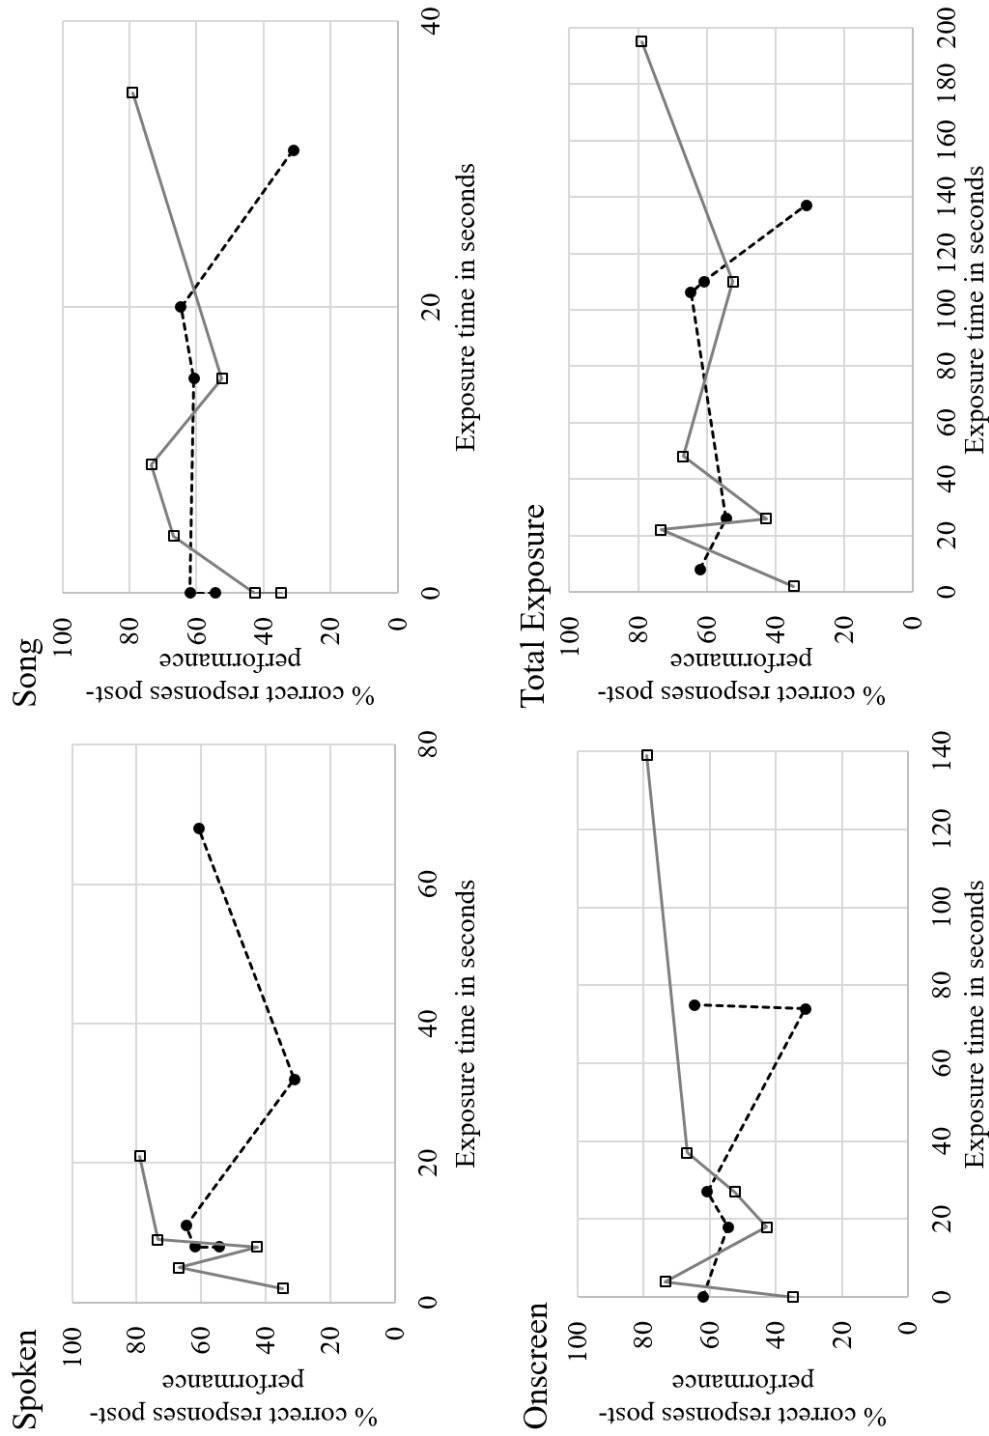 Spoken
% correct responses post-
performance
100
80
60
40
20
0
0 20 40 60 80
Exposure time in seconds
Song
% correct responses post-
performance
100
80
60
40
20
0
0 20 40
Exposure time in seconds
Onscreen
% correct responses post-
performance
100
80
60
40
20
0
0 20 40 60 80 100 120 140
Exposure time in seconds
Total Exposure
% correct responses post-
performance
100
80
60
40
20
0
0 20 40 60 80 100 120 140 160 180 200
Exposure time in seconds